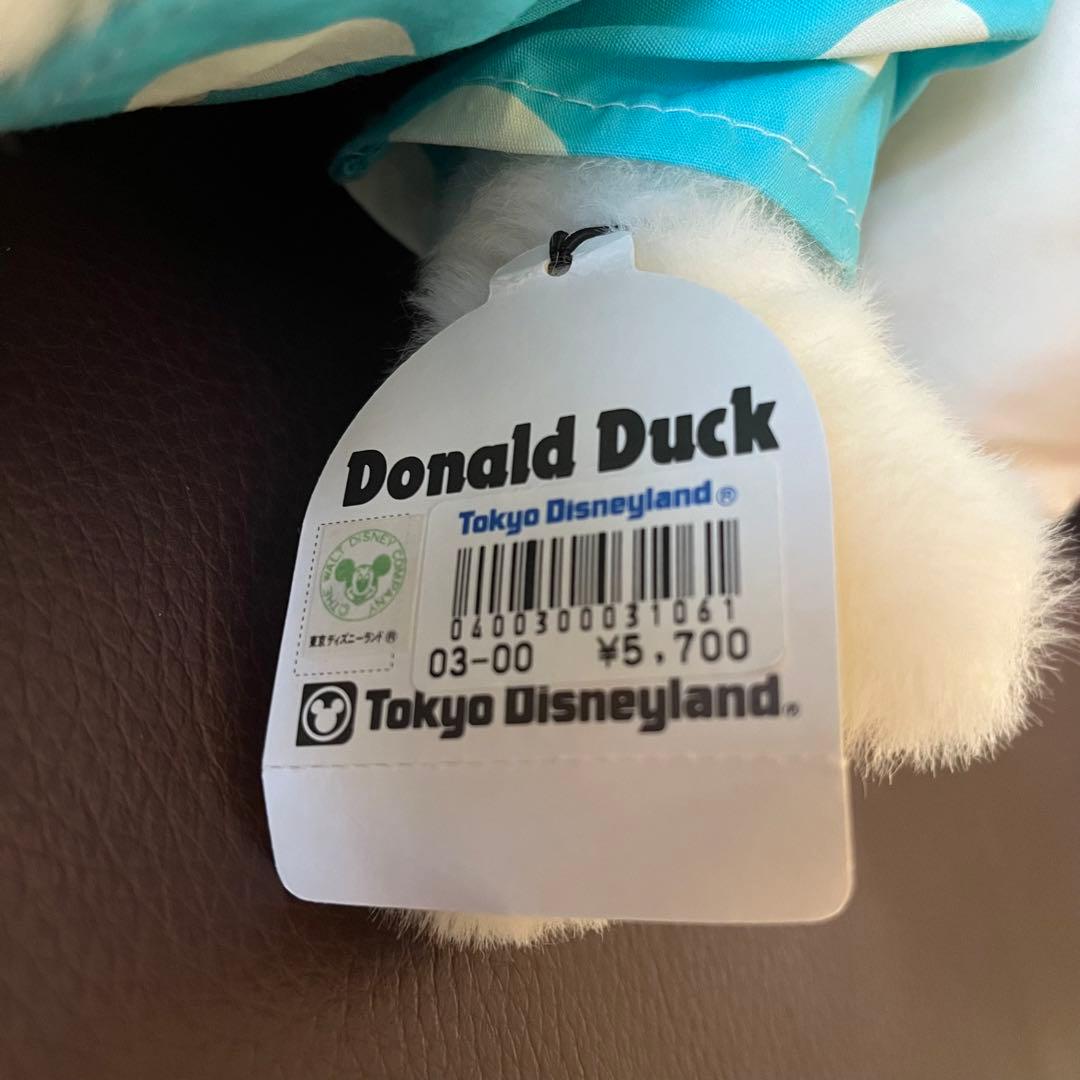 Donald Duck
Tokyo Disneyland®
©THE WALT DISNEY COMPANY
東京ディズニーランド®
0400300031061
03-00 ¥5,700
Tokyo Disneyland®